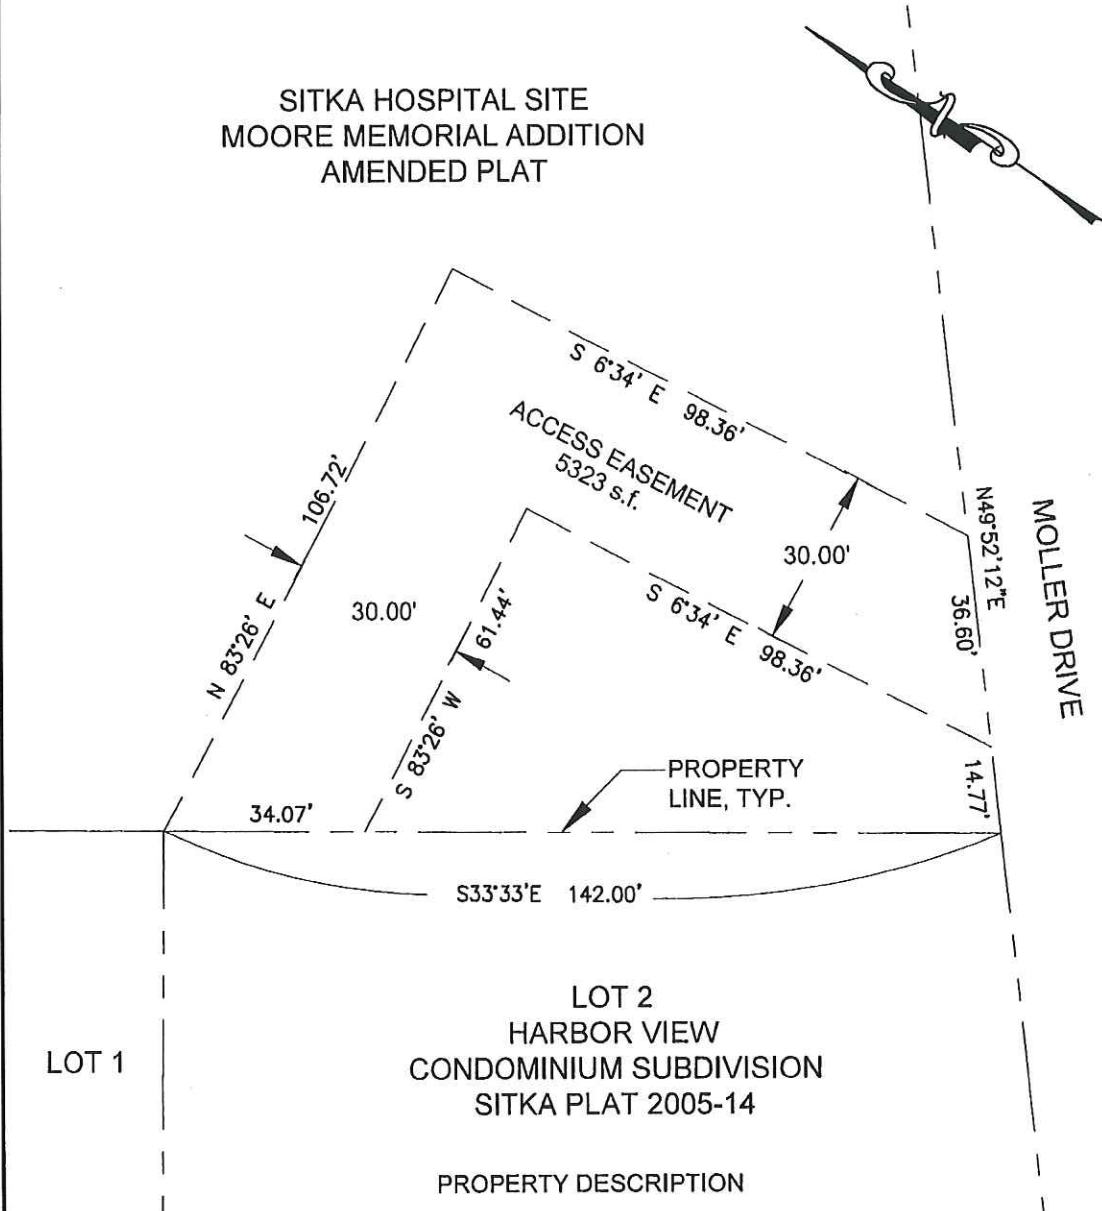 SITKA HOSPITAL SITE
MOORE MEMORIAL ADDITION
AMENDED PLAT
S 6°34' E 98.36'
ACCESS EASEMENT
5323 s.f.
106.72'
N 83°26' E
30.00'
61.44'
S 83°26' W
30.00'
S 6°34' E 98.36'
N49°52'12"E
36.60'
MOLLER DRIVE
14.77'
PROPERTY
LINE, TYP.
34.07'
S33°33'E 142.00'
LOT 1
LOT 2
HARBOR VIEW
CONDOMINIUM SUBDIVISION
SITKA PLAT 2005-14
PROPERTY DESCRIPTION